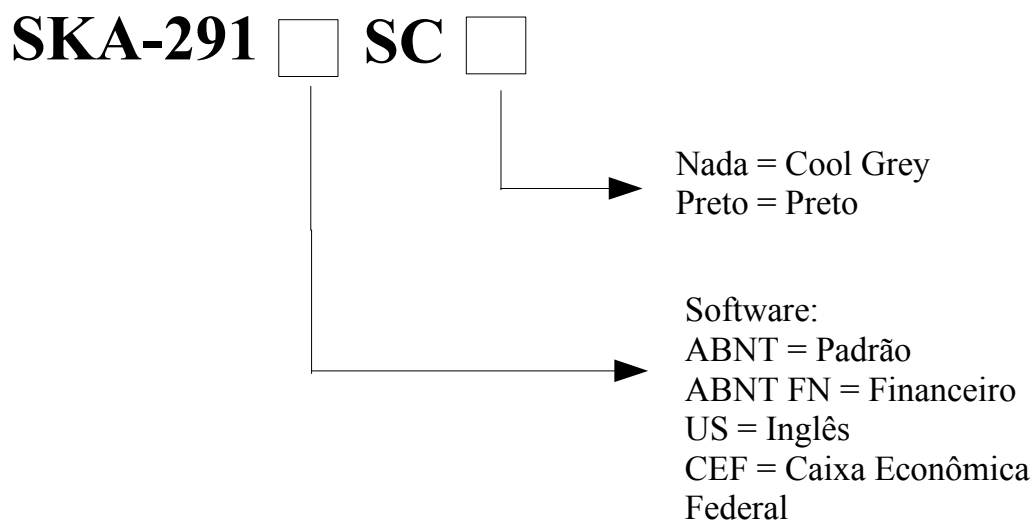 SKA-291 SC
Nada = Cool Grey
Preto = Preto
Software:
ABNT = Padrão
ABNT FN = Financeiro
US = Inglês
CEF = Caixa Econômica
Federal